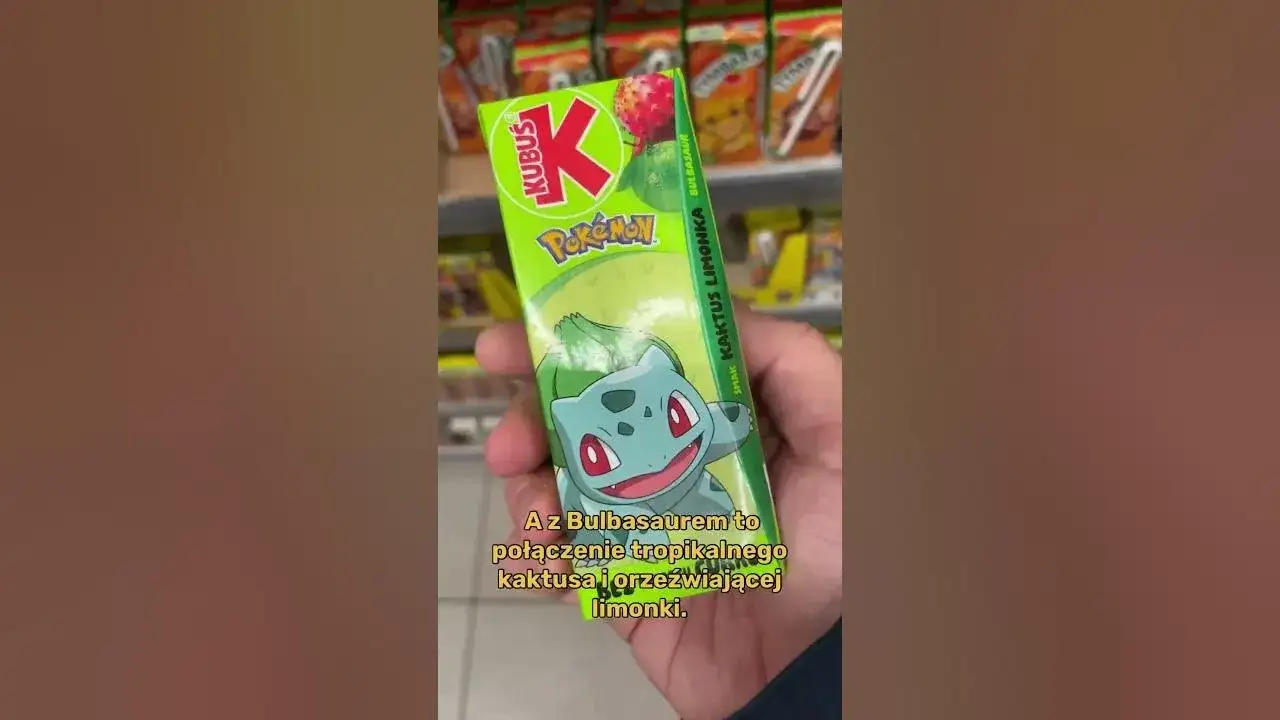 KUBUŚ
K
POKéMON
SMAK KAKTUS LIMONKA BULBASAUR
A z Bulbasaurem to
połączenie tropikalnego
kaktusa i orzeźwiającej
limonki.